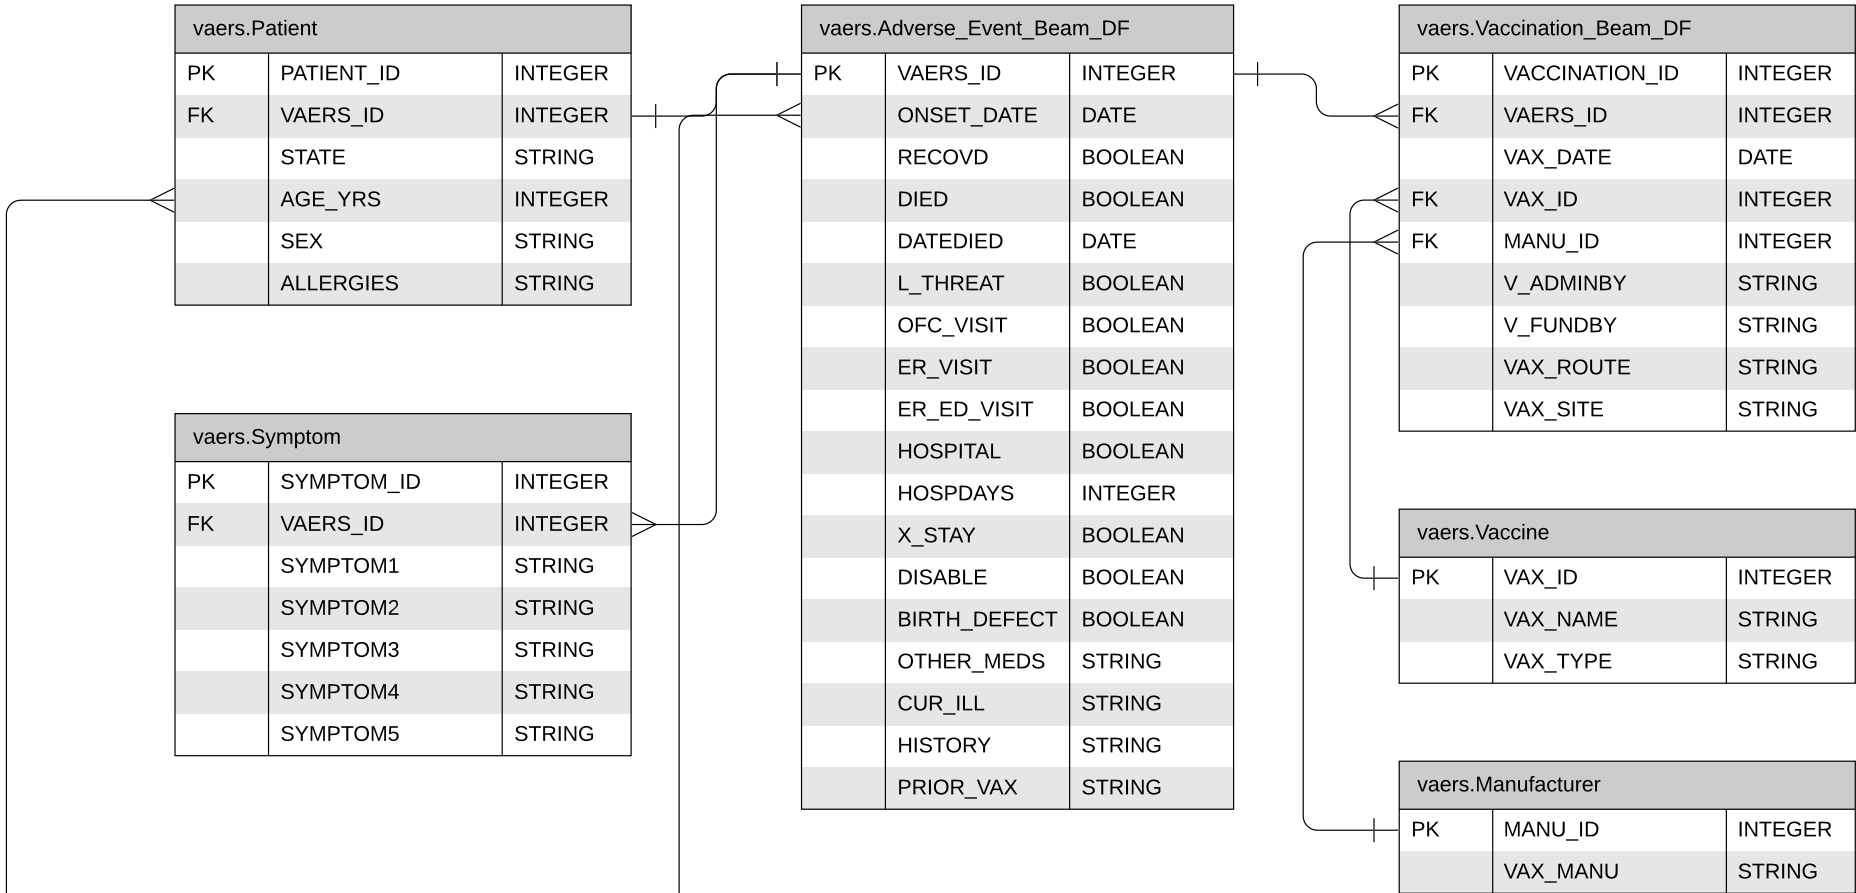 vaers.Patient
PK PATIENT_ID INTEGER
FK VAERS_ID INTEGER
STATE STRING
AGE_YRS INTEGER
SEX STRING
ALLERGIES STRING
vaers.Symptom
PK SYMPTOM_ID INTEGER
FK VAERS_ID INTEGER
SYMPTOM1 STRING
SYMPTOM2 STRING
SYMPTOM3 STRING
SYMPTOM4 STRING
SYMPTOM5 STRING
vaers.Adverse_Event_Beam_DF
PK VAERS_ID INTEGER
ONSET_DATE DATE
RECOVD BOOLEAN
DIED BOOLEAN
DATEDIED DATE
L_THREAT BOOLEAN
OFC_VISIT BOOLEAN
ER_VISIT BOOLEAN
ER_ED_VISIT BOOLEAN
HOSPITAL BOOLEAN
HOSPDAYS INTEGER
X_STAY BOOLEAN
DISABLE BOOLEAN
BIRTH_DEFECT BOOLEAN
OTHER_MEDS STRING
CUR_ILL STRING
HISTORY STRING
PRIOR_VAX STRING
vaers.Vaccination_Beam_DF
PK VACCINATION_ID INTEGER
FK VAERS_ID INTEGER
VAX_DATE DATE
FK VAX_ID INTEGER
FK MANU_ID INTEGER
V_ADMINBY STRING
V_FUNDBY STRING
VAX_ROUTE STRING
VAX_SITE STRING
vaers.Vaccine
PK VAX_ID INTEGER
VAX_NAME STRING
VAX_TYPE STRING
vaers.Manufacturer
PK MANU_ID INTEGER
VAX_MANU STRING